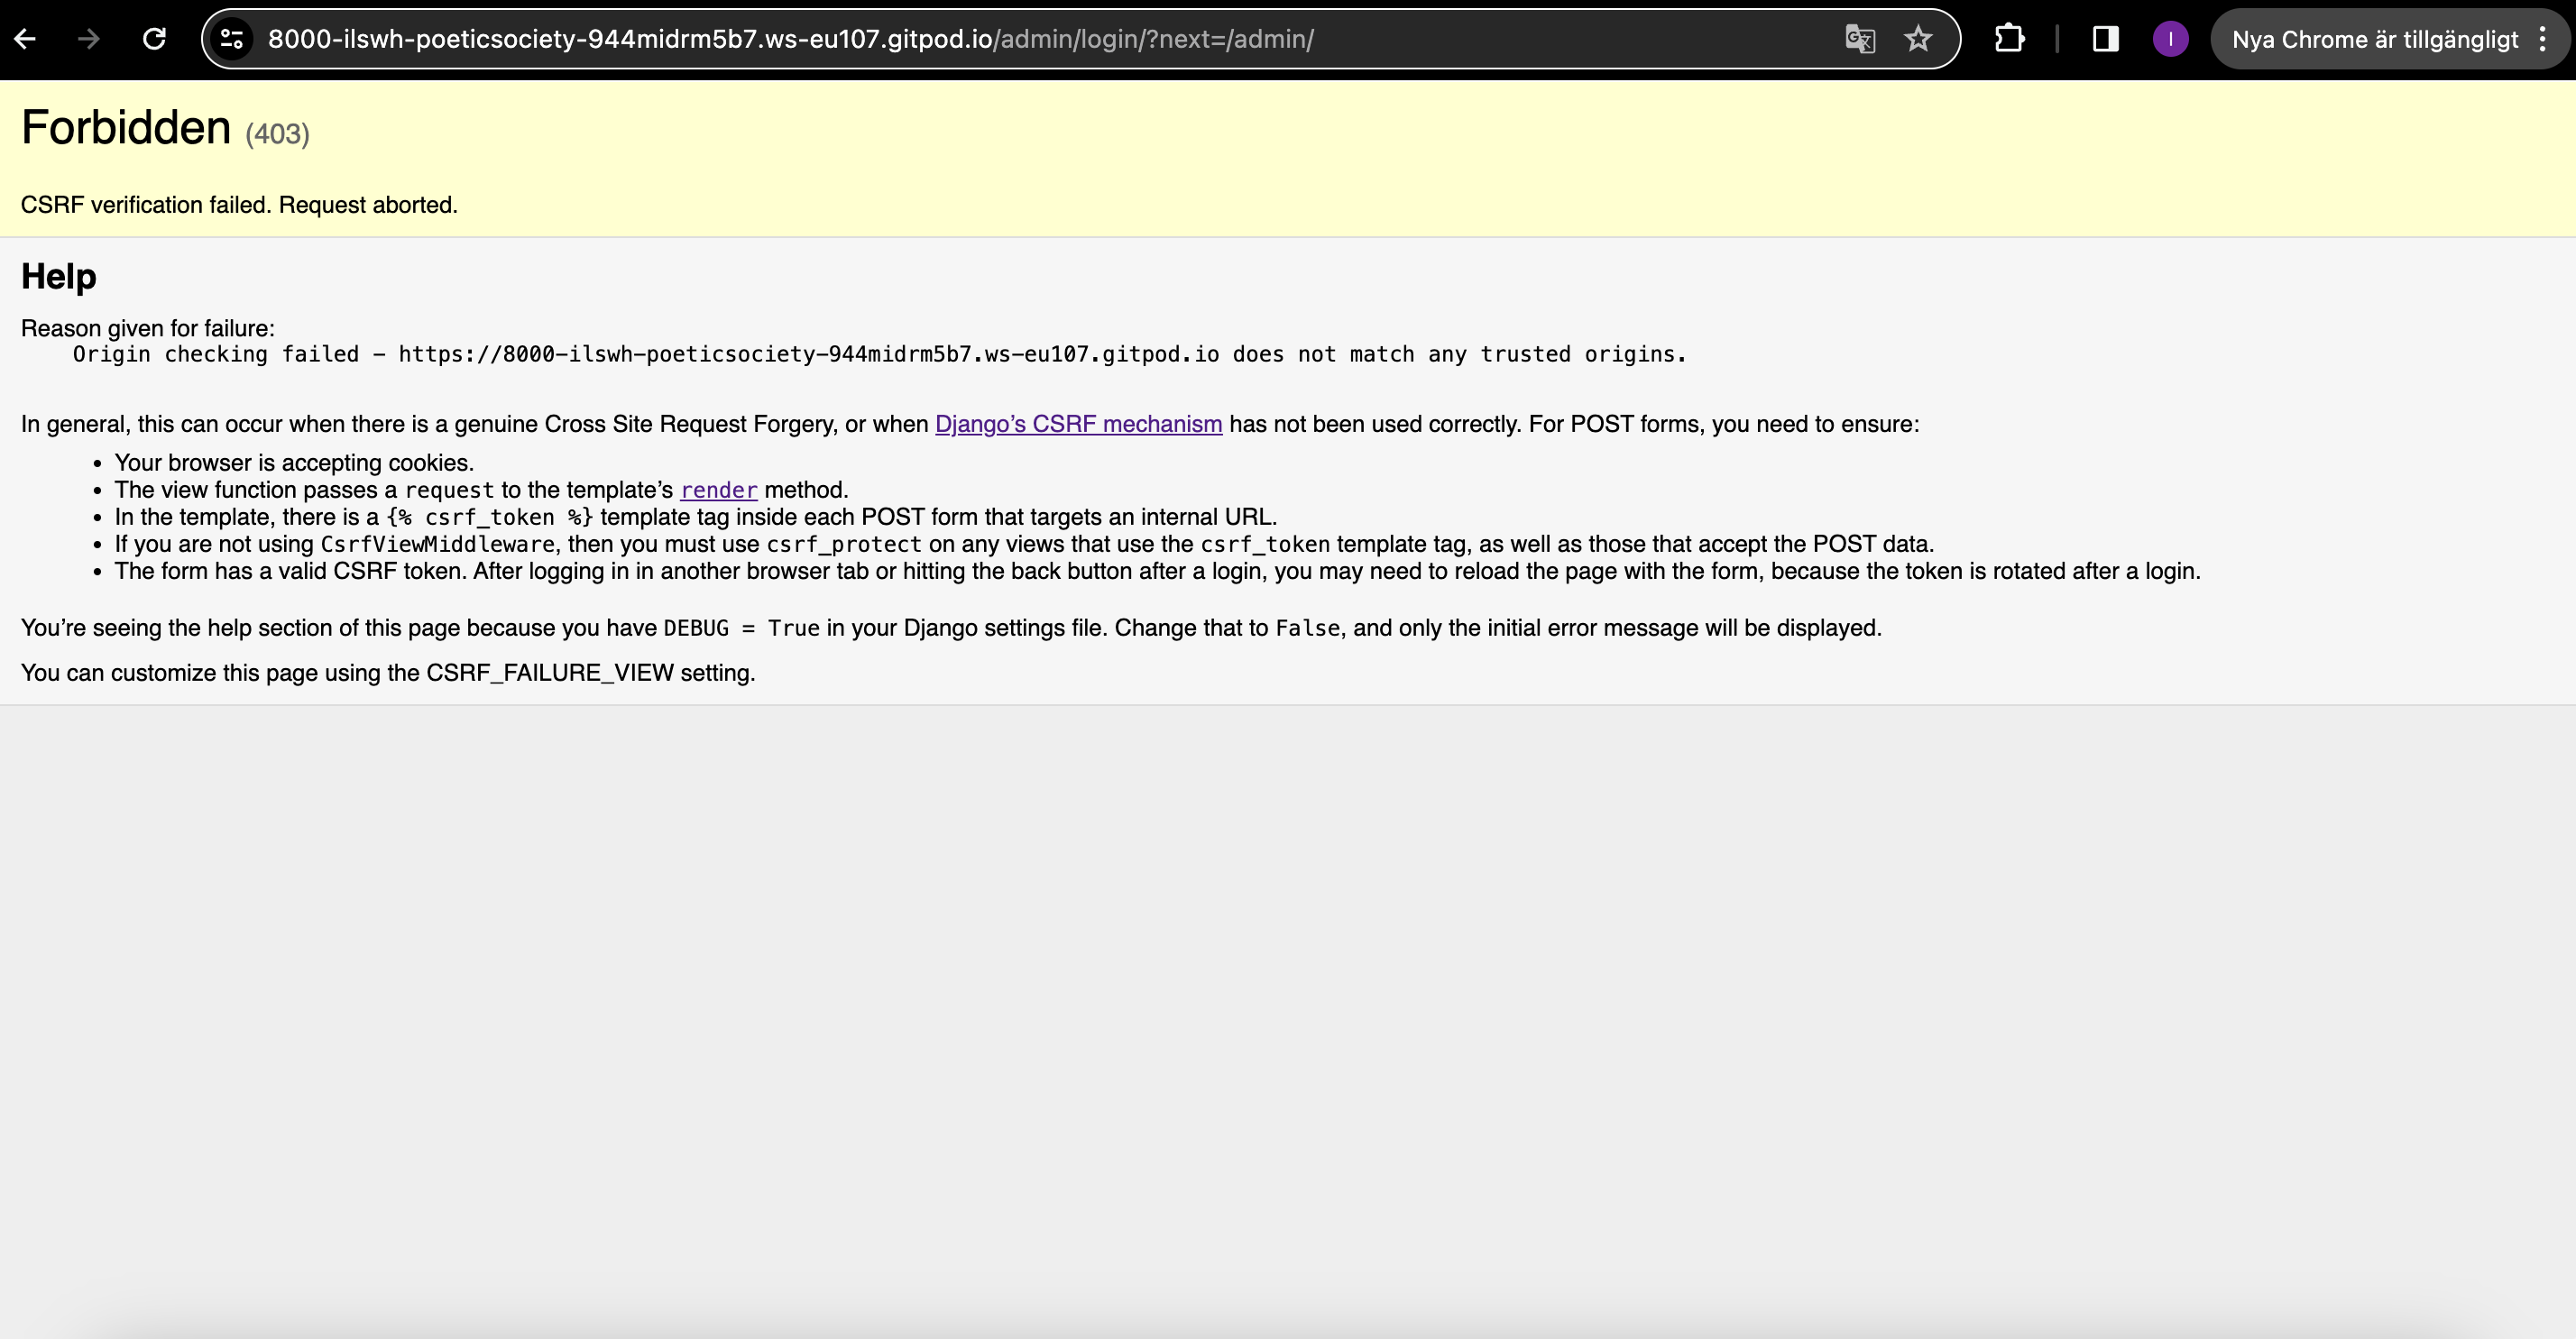 8000-ilswh-poeticsociety-944midrm5b7.ws-eu107.gitpod.io/admin/login/?next=/admin/
I
Nya Chrome är tillgängligt
Forbidden (403)
CSRF verification failed. Request aborted.
Help
Reason given for failure:
Origin checking failed - https://8000-ilswh-poeticsociety-944midrm5b7.ws-eu107.gitpod.io does not match any trusted origins.
In general, this can occur when there is a genuine Cross Site Request Forgery, or when Django’s CSRF mechanism has not been used correctly. For POST forms, you need to ensure:
• Your browser is accepting cookies.
• The view function passes a request to the template’s render method.
• In the template, there is a {% csrf_token %} template tag inside each POST form that targets an internal URL.
• If you are not using CsrfViewMiddleware, then you must use csrf_protect on any views that use the csrf_token template tag, as well as those that accept the POST data.
• The form has a valid CSRF token. After logging in in another browser tab or hitting the back button after a login, you may need to reload the page with the form, because the token is rotated after a login.
You’re seeing the help section of this page because you have DEBUG = True in your Django settings file. Change that to False, and only the initial error message will be displayed.
You can customize this page using the CSRF_FAILURE_VIEW setting.